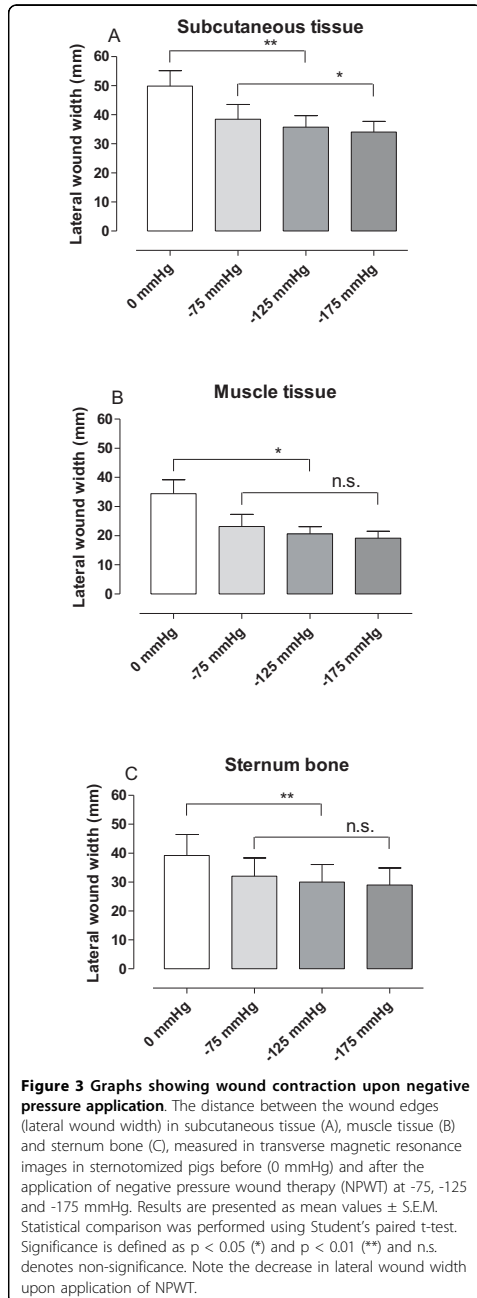 A
Subcutaneous tissue
Lateral wound width (mm)
60
50
40
30
20
10
0
**
*
0 mmHg
-75 mmHg
-125 mmHg
-175 mmHg
B
Muscle tissue
Lateral wound width (mm)
60
50
40
30
20
10
0
*
n.s.
0 mmHg
-75 mmHg
-125 mmHg
-175 mmHg
C
Sternum bone
Lateral wound width (mm)
60
50
40
30
20
10
0
**
n.s.
0 mmHg
-75 mmHg
-125 mmHg
-175 mmHg
Figure 3 Graphs showing wound contraction upon negative
pressure application. The distance between the wound edges
(lateral wound width) in subcutaneous tissue (A), muscle tissue (B)
and sternum bone (C), measured in transverse magnetic resonance
images in sternotomized pigs before (0 mmHg) and after the
application of negative pressure wound therapy (NPWT) at -75, -125
and -175 mmHg. Results are presented as mean values ± S.E.M.
Statistical comparison was performed using Student's paired t-test.
Significance is defined as p < 0.05 (*) and p < 0.01 (**) and n.s.
denotes non-significance. Note the decrease in lateral wound width
upon application of NPWT.